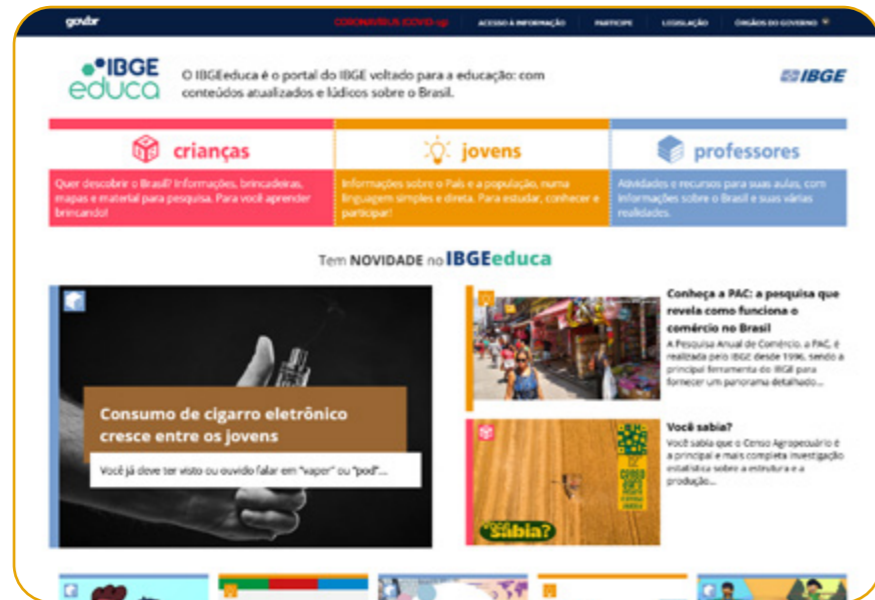 govbr
CORONAVÍRUS (COVID-19) ACESSO À INFORMAÇÃO PARTICIPE LEGISLAÇÃO ÓRGÃOS DO GOVERNO
IBGE
educa
O IBGEeduca é o portal do IBGE voltado para a educação: com
conteúdos atualizados e lúdicos sobre o Brasil.
IBGE
crianças
Quer descobrir o Brasil? Informações, brincadeiras,
mapas e material para pesquisa. Para você aprender
brincando!
jovens
Informações sobre o País e a população, numa
linguagem simples e direta. Para estudar, conhecer e
participar!
professores
Atividades e recursos para suas aulas, com
informações sobre o Brasil e suas várias
realidades.
Tem NOVIDADE no IBGEeduca
Consumo de cigarro eletrônico
cresce entre os jovens
Você já deve ter visto ou ouvido falar em "vaper" ou "pod"...
Conheça a PAC: a pesquisa que
revela como funciona o
comércio no Brasil
A Pesquisa Anual de Comércio, a PAC, é
realizada pelo IBGE desde 1996, sendo a
principal ferramenta do IBGE para
fornecer um panorama detalhado...
Você sabia?
Você sabia que o Censo Agropecuário é
a principal e mais completa investigação
estatística sobre a estrutura e a
produção...
você
sabia?
censo
agro